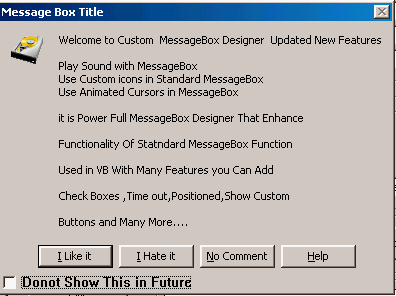 Message Box Title
Welcome to Custom MessageBox Designer Updated New Features
Play Sound with MessageBox
Use Custom icons in Standard MessageBox
Use Animated Cursors in MessageBox
it is Power Full MessageBox Designer That Enhance
Functionality Of Statndard MessageBox Function
Used in VB With Many Features you Can Add
Check Boxes ,Time out,Positioned,Show Custom
Buttons and Many More....
I Like it I Hate it No Comment Help
Donot Show This in Future